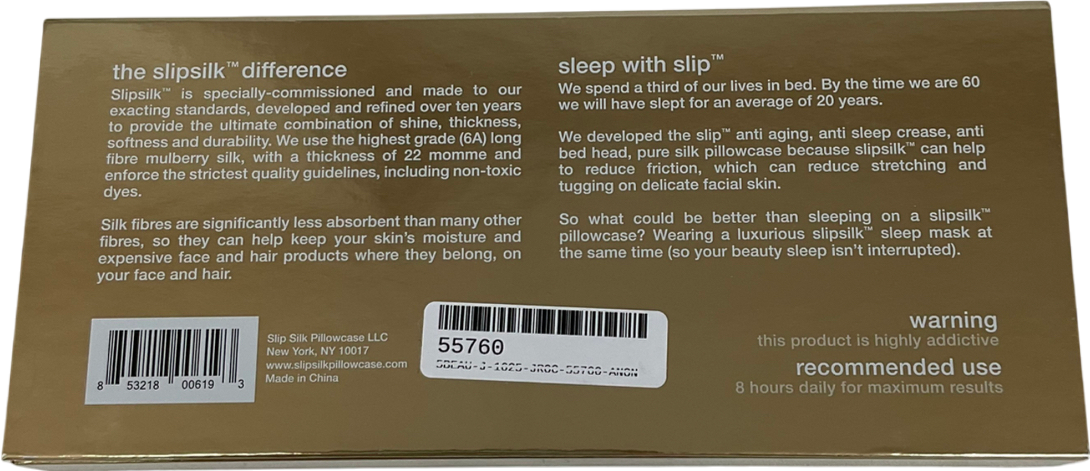 the slipsilk™ difference
Slipsilk™ is specially-commissioned and made to our
exacting standards, developed and refined over ten years
to provide the ultimate combination of shine, thickness,
softness and durability. We use the highest grade (6A) long
fibre mulberry silk, with a thickness of 22 momme and
enforce the strictest quality guidelines, including non-toxic
dyes.
Silk fibres are significantly less absorbent than many other
fibres, so they can help keep your skin's moisture and
expensive face and hair products where they belong, on
your face and hair.
sleep with slip™
We spend a third of our lives in bed. By the time we are 60
we will have slept for an average of 20 years.
We developed the slip™ anti aging, anti sleep crease, anti
bed head, pure silk pillowcase because slipsilk™ can help
to reduce friction, which can reduce stretching and
tugging on delicate facial skin.
So what could be better than sleeping on a slipsilk™
pillowcase? Wearing a luxurious slipsilk™ sleep mask at
the same time (so your beauty sleep isn't interrupted).
8 53218 00619 3
Slip Silk Pillowcase LLC
New York, NY 10017
www.slipsilkpillowcase.com
Made in China
55760
warning
this product is highly addictive
recommended use
8 hours daily for maximum results